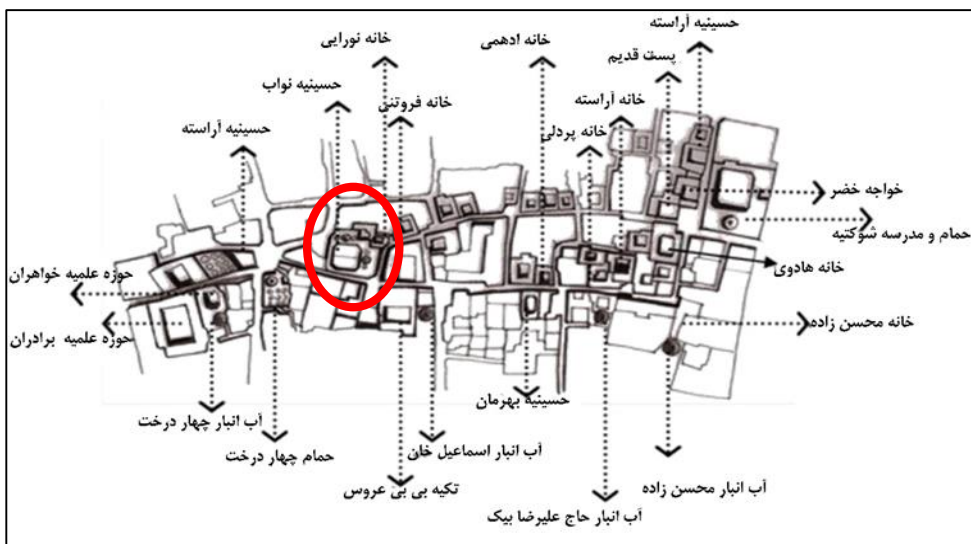 حسینیه آراسته
خانه نورایی
خانه ادهمی
پست قدیم
حسینیه نواب
خانه آراسته
خانه فروتنی
خانه پردلی
حسینیه آراسته
خواجه خضر
حمام و مدرسه شوکتیه
خانه هادوی
حوزه علمیه خواهران
خانه محسن زاده
حوزه علمیه برادران
حسینیه بهرمان
آب انبار چهار درخت
آب انبار اسماعیل خان
حمام چهار درخت
تکیه بی بی عروس
آب انبار محسن زاده
آب انبار حاج علیرضا بیک